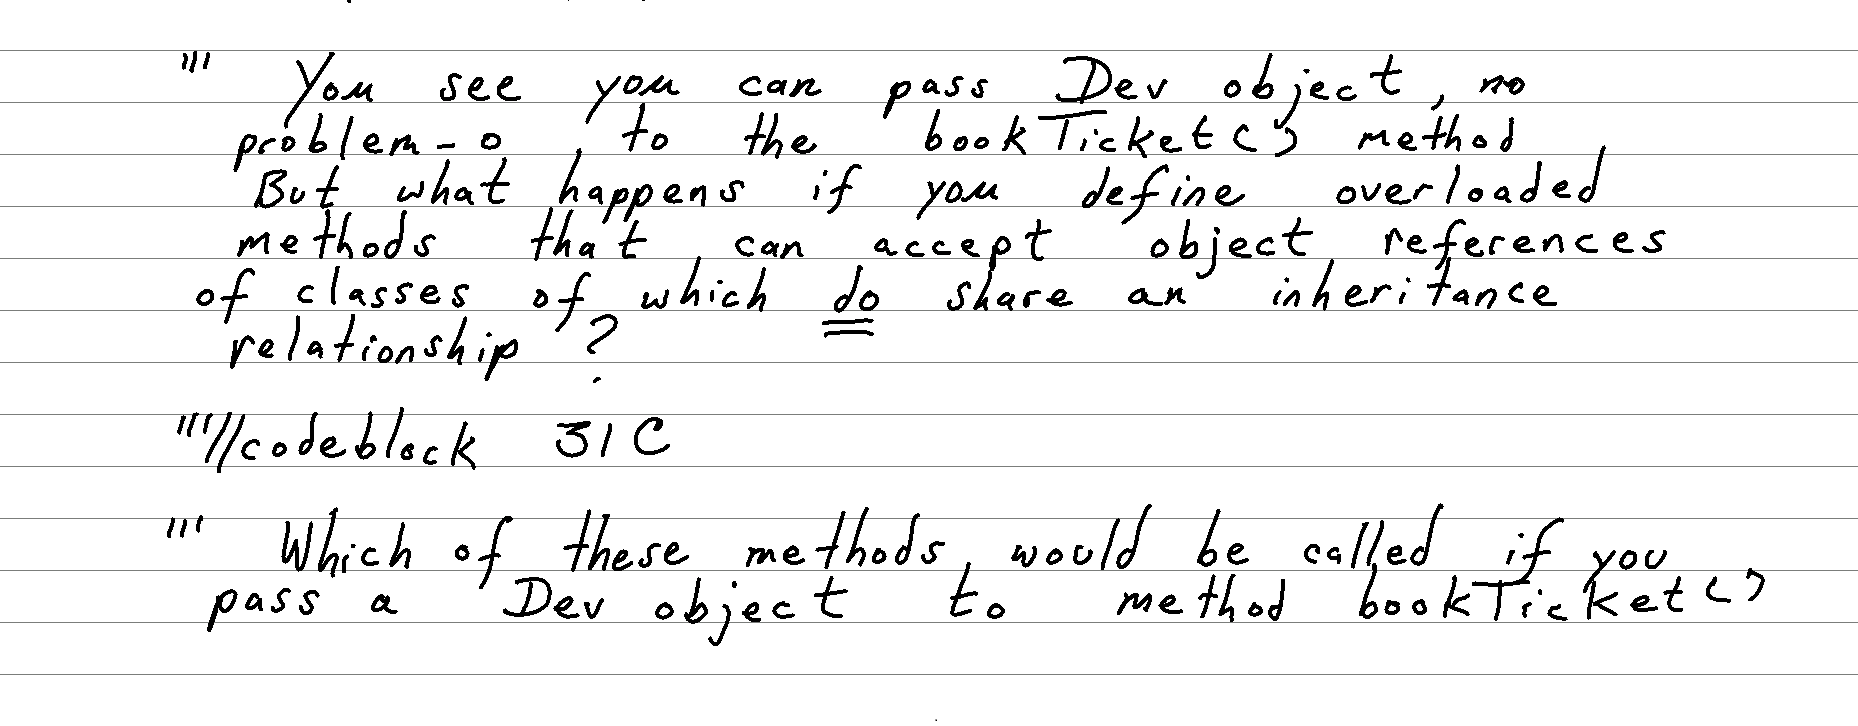 ''' You see you can pass Dev object, no
problem-o, to the bookTicket() method
But what happens if you define overloaded
methods that can accept object references
of classes of which do share an inheritance
relationship ?
''''//codeblock 31C
''' Which of these methods would be called if you
pass a Dev object to method bookTicket()